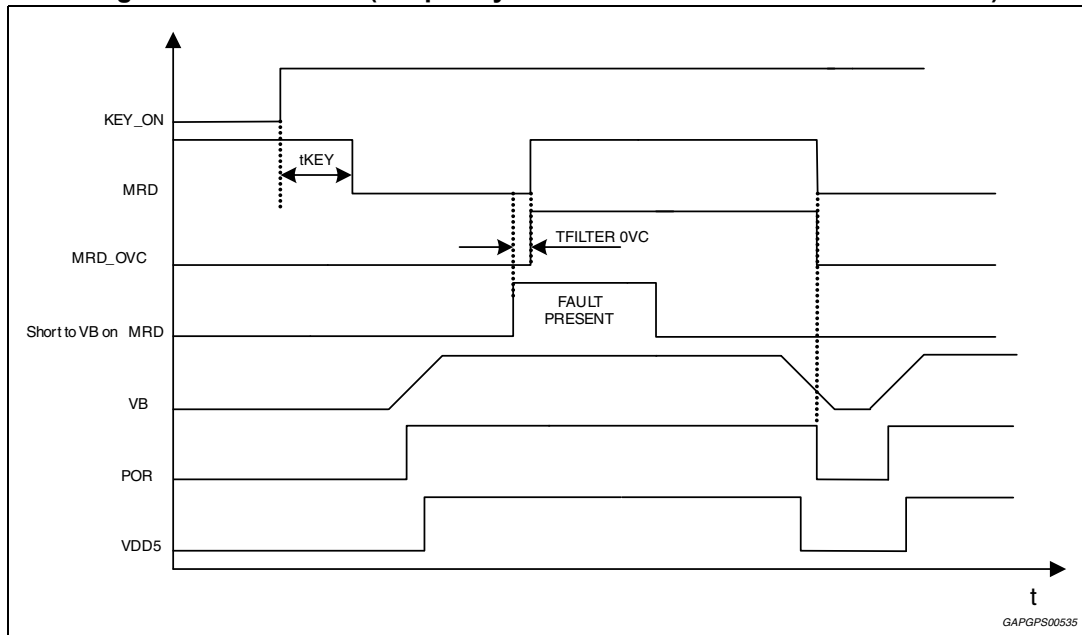 KEY_ON
tKEY
MRD
TFILTER 0VC
MRD_OVC
FAULT
PRESENT
Short to VB on MRD
VB
POR
VDD5
t
GAPGPS00535